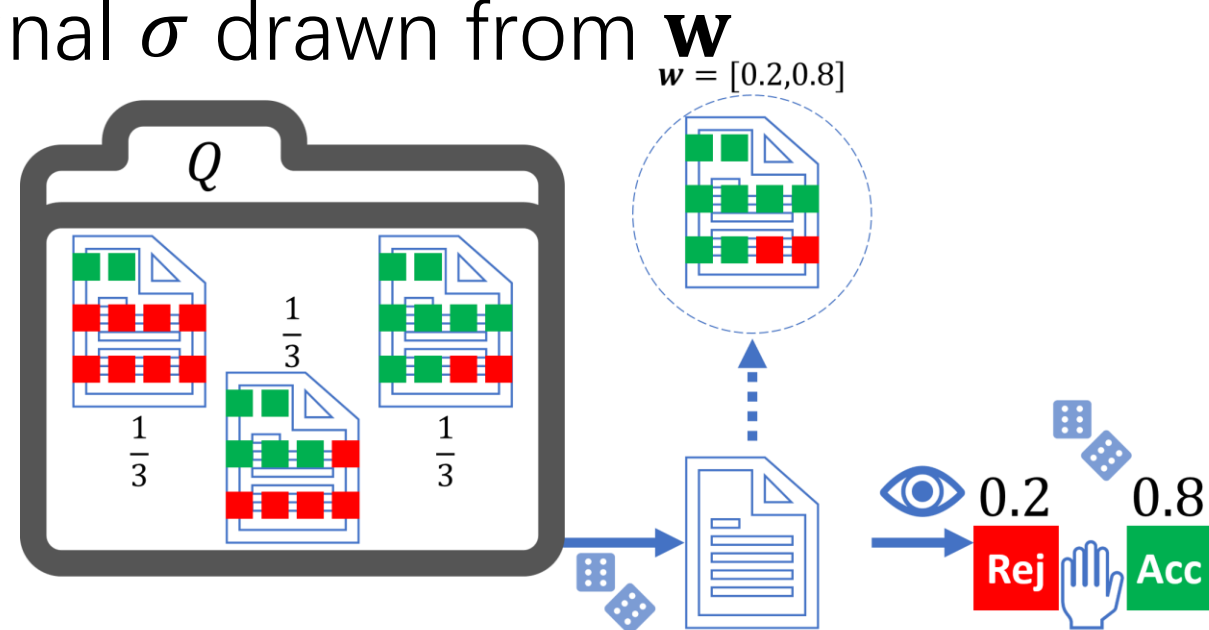 nal σ drawn from w
w = [0.2,0.8]
Q
1/3
1/3
1/3
0.2 0.8
Rej Acc